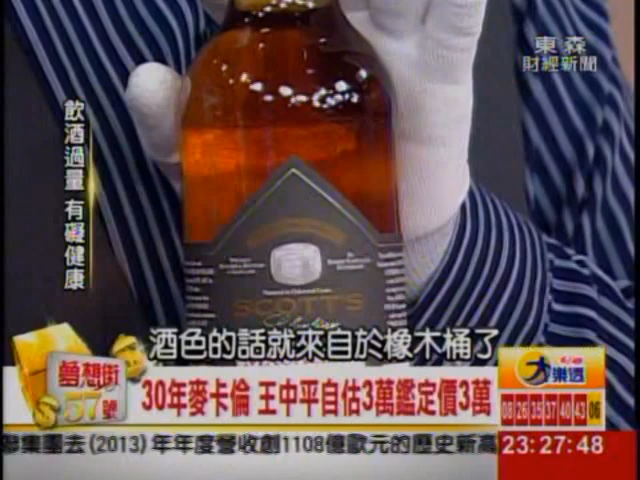 東森
財經新聞
飲酒過量 有礙健康
SCOTT'S
Selection
酒色的話就來自於橡木桶了
夢想街
57號
30年麥卡倫 王中平自估3萬鑑定價3萬
大樂透
08 26 35 37 40 43 06
聯集團去(2013)年年度營收創1108億歐元的歷史新高
23:27:48